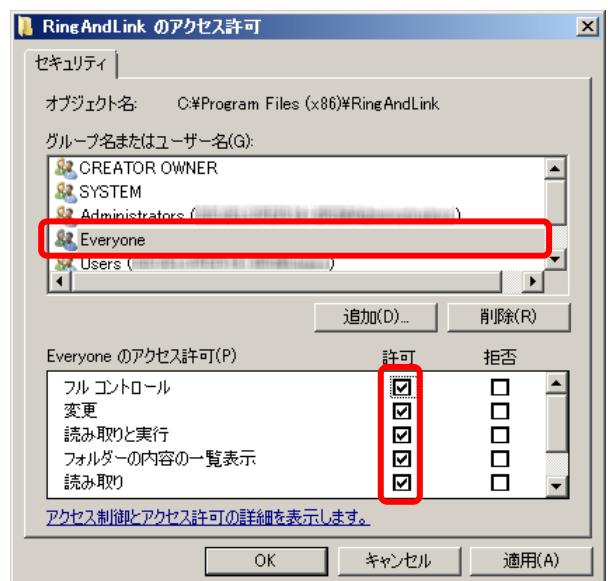 RingAndLink のアクセス許可
セキュリティ
オブジェクト名: C:¥Program Files (x86)¥RingAndLink
グループ名またはユーザー名(G):
CREATOR OWNER
SYSTEM
Administrators ( )
Everyone
Users ( )
追加(D)... 削除(R)
Everyone のアクセス許可(P) 許可 拒否
フル コントロール
変更
読み取りと実行
フォルダーの内容の一覧表示
読み取り
アクセス制御とアクセス許可の詳細を表示します。
OK キャンセル 適用(A)